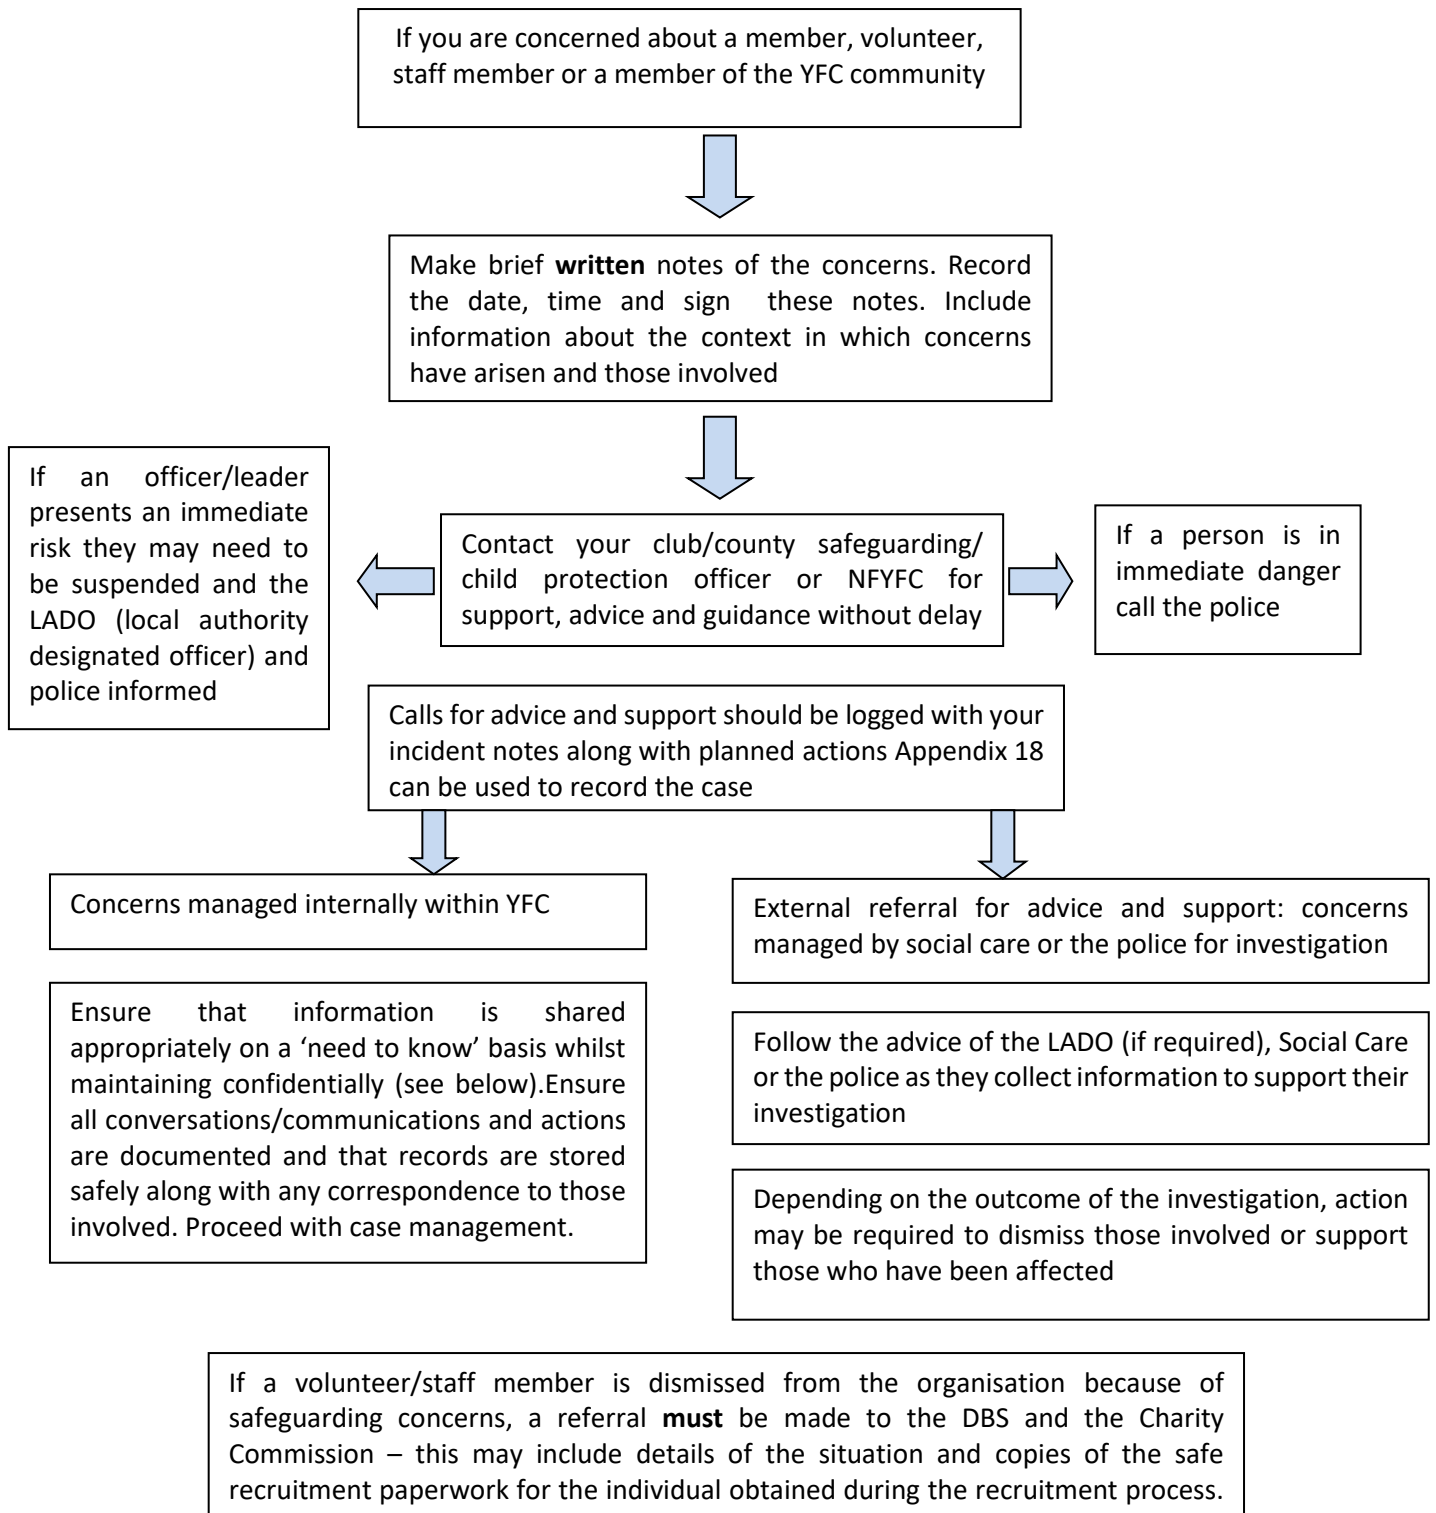 If you are concerned about a member, volunteer,
staff member or a member of the YFC community
Make brief written notes of the concerns. Record
the date, time and sign these notes. Include
information about the context in which concerns
have arisen and those involved
If an officer/leader
presents an immediate
risk they may need to
be suspended and the
LADO (local authority
designated officer) and
police informed
Contact your club/county safeguarding/
child protection officer or NFYFC for
support, advice and guidance without delay
If a person is in
immediate danger
call the police
Calls for advice and support should be logged with your
incident notes along with planned actions Appendix 18
can be used to record the case
Concerns managed internally within YFC
Ensure that information is shared
appropriately on a ‘need to know’ basis whilst
maintaining confidentially (see below).Ensure
all conversations/communications and actions
are documented and that records are stored
safely along with any correspondence to those
involved. Proceed with case management.
External referral for advice and support: concerns
managed by social care or the police for investigation
Follow the advice of the LADO (if required), Social Care
or the police as they collect information to support their
investigation
Depending on the outcome of the investigation, action
may be required to dismiss those involved or support
those who have been affected
If a volunteer/staff member is dismissed from the organisation because of
safeguarding concerns, a referral must be made to the DBS and the Charity
Commission – this may include details of the situation and copies of the safe
recruitment paperwork for the individual obtained during the recruitment process.